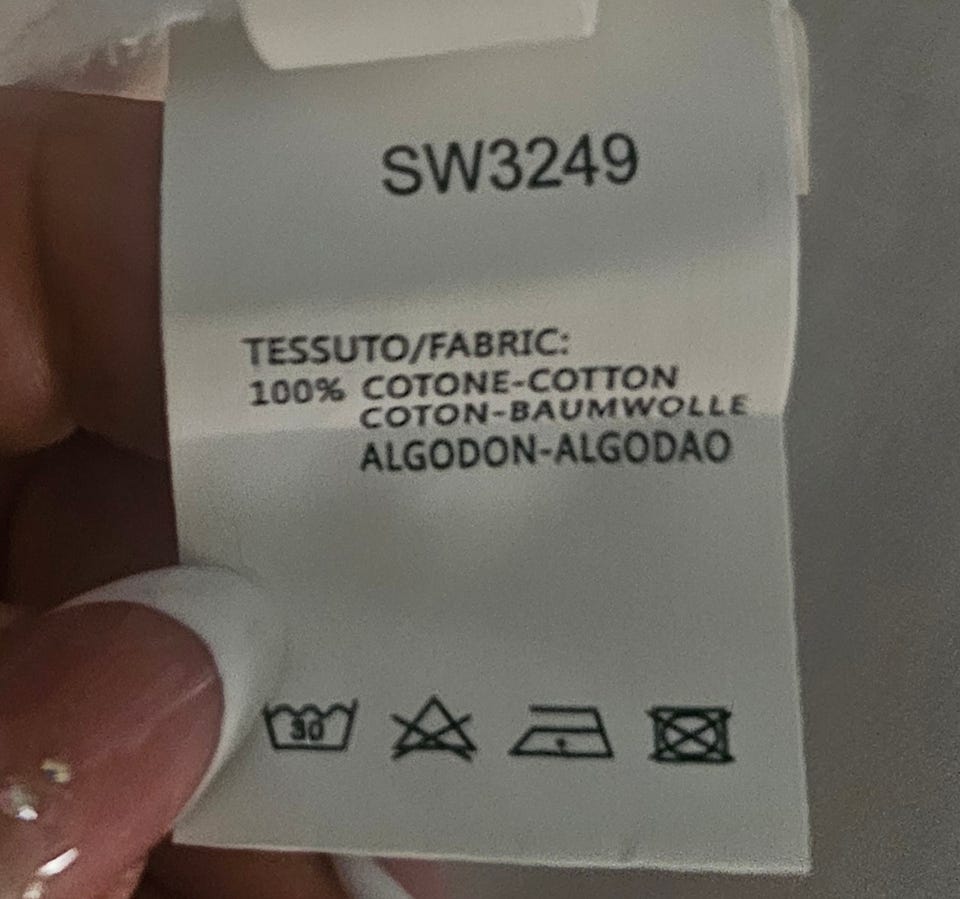 SW3249
TESSUTO/FABRIC:
100% COTONE-COTTON
COTON-BAUMWOLLE
ALGODON-ALGODAO
30